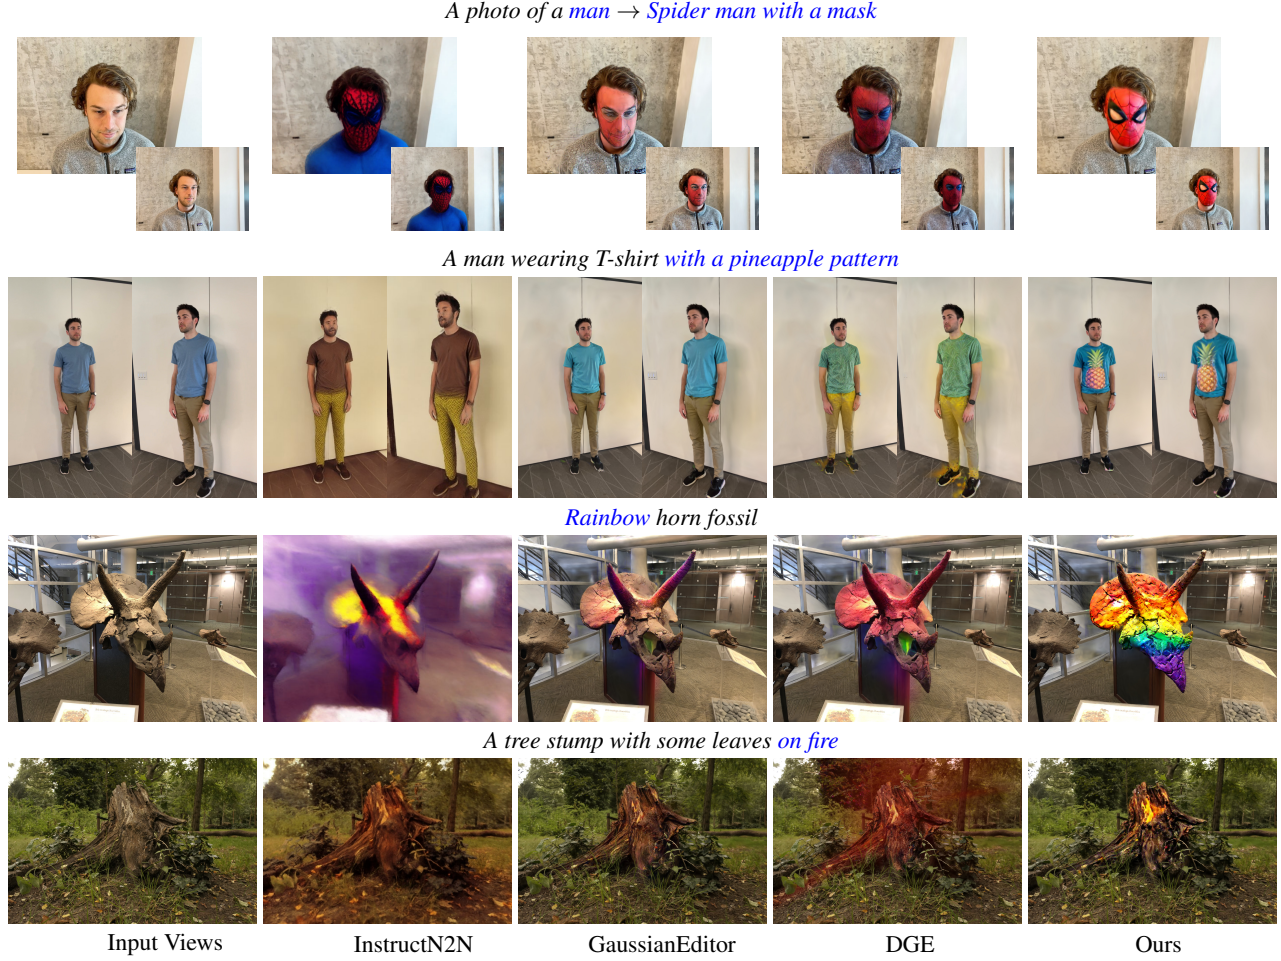 A photo of a man → Spider man with a mask
A man wearing T-shirt with a pineapple pattern
Rainbow horn fossil
A tree stump with some leaves on fire
Input Views InstructN2N GaussianEditor DGE Ours